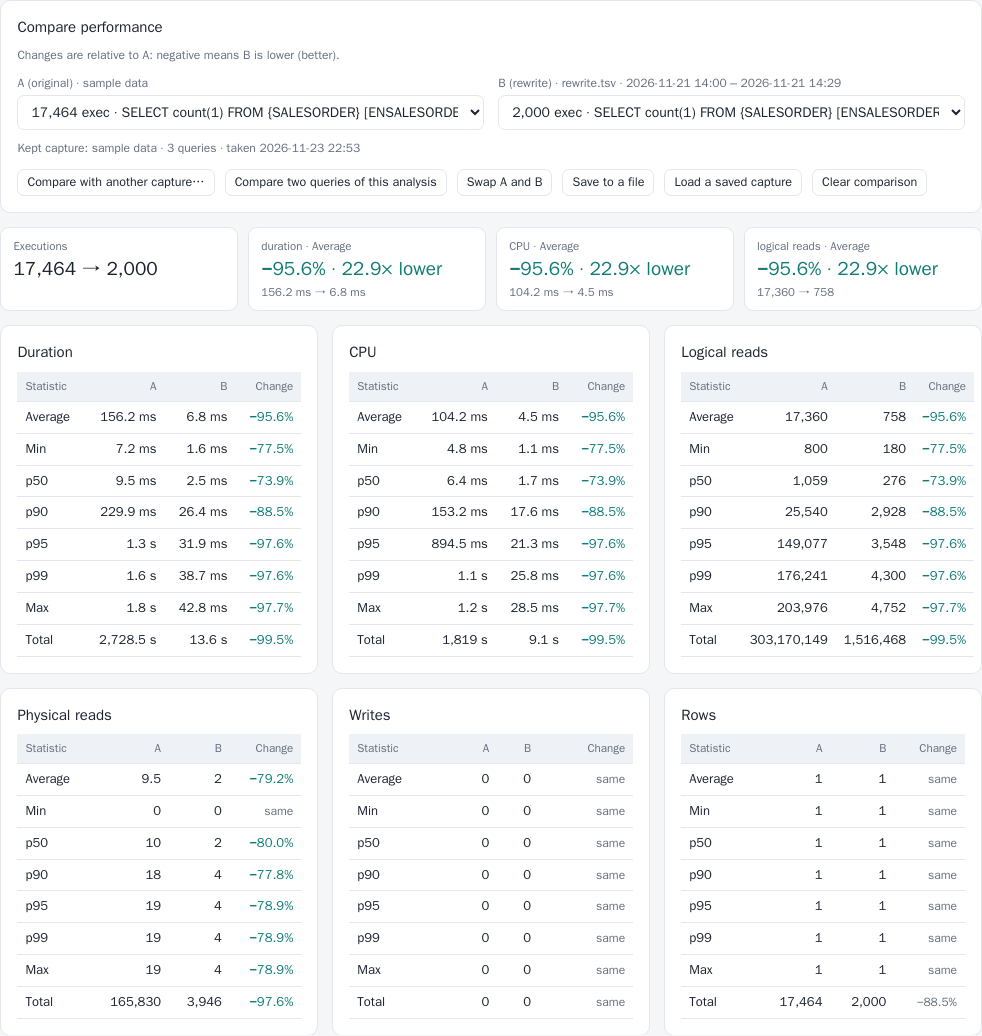 Compare performance
Changes are relative to A: negative means B is lower (better).
A (original) · sample data
B (rewrite) · rewrite.tsv · 2026-11-21 14:00 – 2026-11-21 14:29
17,464 exec · SELECT count(1) FROM {SALESORDER} [ENSALESORDE
2,000 exec · SELECT count(1) FROM {SALESORDER} [ENSALESORDER
Kept capture: sample data · 3 queries · taken 2026-11-23 22:53
Compare with another capture⋯ Compare two queries of this analysis Swap A and B Save to a file Load a saved capture Clear comparison
Executions
17,464 → 2,000
duration · Average
−95.6% · 22.9× lower
156.2 ms → 6.8 ms
CPU · Average
−95.6% · 22.9× lower
104.2 ms → 4.5 ms
logical reads · Average
−95.6% · 22.9× lower
17,360 → 758
Duration
Statistic A B Change
Average 156.2 ms 6.8 ms −95.6%
Min 7.2 ms 1.6 ms −77.5%
p50 9.5 ms 2.5 ms −73.9%
p90 229.9 ms 26.4 ms −88.5%
p95 1.3 s 31.9 ms −97.6%
p99 1.6 s 38.7 ms −97.6%
Max 1.8 s 42.8 ms −97.7%
Total 2,728.5 s 13.6 s −99.5%
CPU
Statistic A B Change
Average 104.2 ms 4.5 ms −95.6%
Min 4.8 ms 1.1 ms −77.5%
p50 6.4 ms 1.7 ms −73.9%
p90 153.2 ms 17.6 ms −88.5%
p95 894.5 ms 21.3 ms −97.6%
p99 1.1 s 25.8 ms −97.6%
Max 1.2 s 28.5 ms −97.7%
Total 1,819 s 9.1 s −99.5%
Logical reads
Statistic A B Change
Average 17,360 758 −95.6%
Min 800 180 −77.5%
p50 1,059 276 −73.9%
p90 25,540 2,928 −88.5%
p95 149,077 3,548 −97.6%
p99 176,241 4,300 −97.6%
Max 203,976 4,752 −97.7%
Total 303,170,149 1,516,468 −99.5%
Physical reads
Statistic A B Change
Average 9.5 2 −79.2%
Min 0 0 same
p50 10 2 −80.0%
p90 18 4 −77.8%
p95 19 4 −78.9%
p99 19 4 −78.9%
Max 19 4 −78.9%
Total 165,830 3,946 −97.6%
Writes
Statistic A B Change
Average 0 0 same
Min 0 0 same
p50 0 0 same
p90 0 0 same
p95 0 0 same
p99 0 0 same
Max 0 0 same
Total 0 0 same
Rows
Statistic A B Change
Average 1 1 same
Min 1 1 same
p50 1 1 same
p90 1 1 same
p95 1 1 same
p99 1 1 same
Max 1 1 same
Total 17,464 2,000 −88.5%